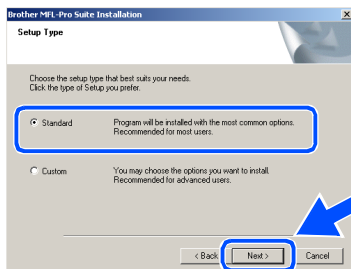 Brother MFL-Pro Suite Installation
Setup Type
Choose the setup type that best suits your needs.
Click the type of Setup you prefer.
Standard Program will be installed with the most common options.
Recommended for most users.
Custom You may choose the options you want to install.
Recommended for advanced users.
< Back Next > Cancel